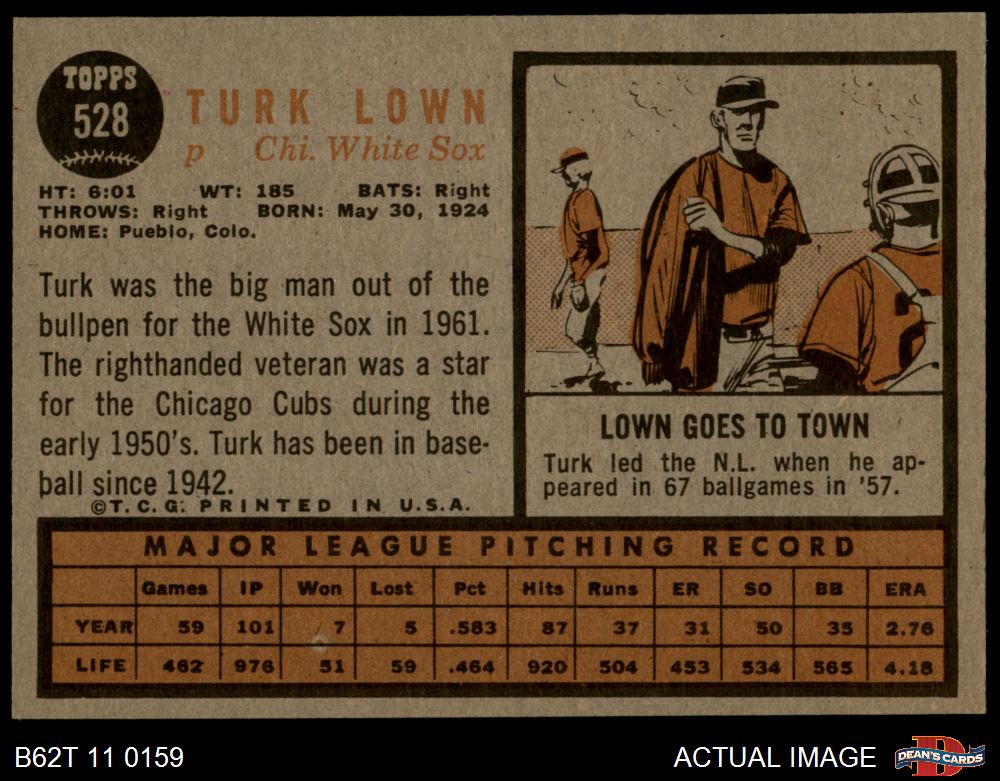 TOPPS
528
TURK LOWN
p Chi. White Sox
HT: 6:01 WT: 185 BATS: Right
THROWS: Right BORN: May 30, 1924
HOME: Pueblo, Colo.
Turk was the big man out of the
bullpen for the White Sox in 1961.
The righthanded veteran was a star
for the Chicago Cubs during the
early 1950's. Turk has been in base-
ball since 1942.
©T.C.G. PRINTED IN U.S.A.
LOWN GOES TO TOWN
Turk led the N.L. when he ap-
peared in 67 ballgames in '57.
MAJOR LEAGUE PITCHING RECORD
Games IP Won Lost Pct Hits Runs ER SO BB ERA
YEAR 59 101 7 5 .583 87 37 31 50 35 2.76
LIFE 462 976 51 59 .464 920 504 453 534 565 4.18
B62T 11 0159 ACTUAL IMAGE
D
DEAN'S CARDS